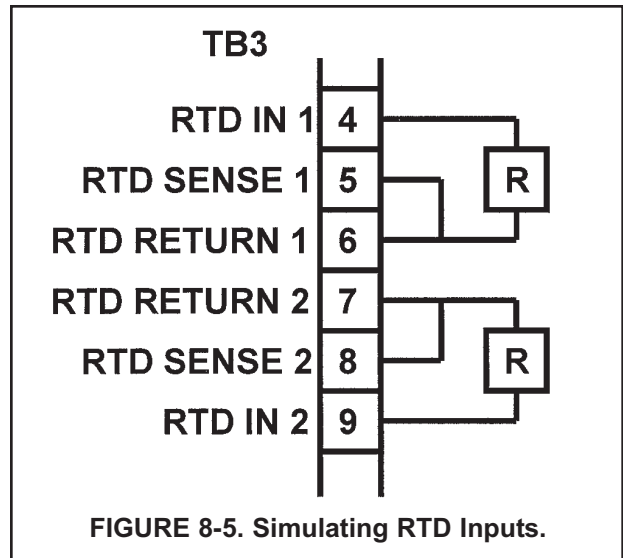 TB3
RTD IN 1 4
RTD SENSE 1 5 R
RTD RETURN 1 6
RTD RETURN 2 7
RTD SENSE 2 8 R
RTD IN 2 9
FIGURE 8-5. Simulating RTD Inputs.